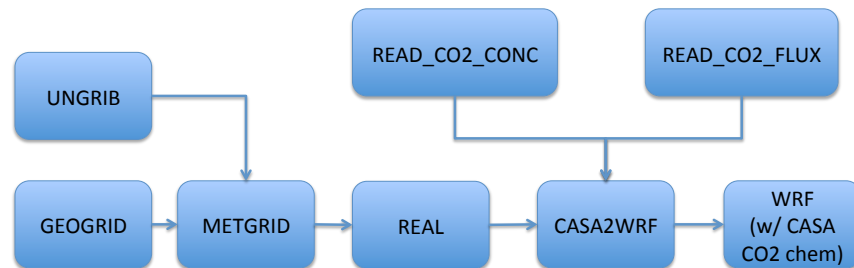 READ_CO2_CONC
READ_CO2_FLUX
UNGRIB
GEOGRID
METGRID
REAL
CASA2WRF
WRF
(w/ CASA
CO2 chem)